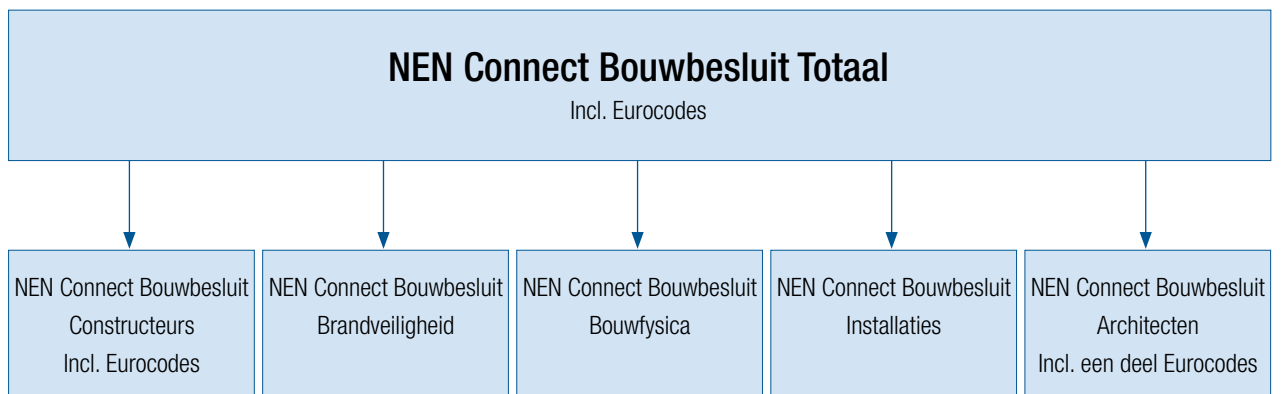 NEN Connect Bouwbesluit Totaal
Incl. Eurocodes
NEN Connect Bouwbesluit
Constructeurs
Incl. Eurocodes
NEN Connect Bouwbesluit
Brandveiligheid
NEN Connect Bouwbesluit
Bouwfysica
NEN Connect Bouwbesluit
Installaties
NEN Connect Bouwbesluit
Architecten
Incl. een deel Eurocodes